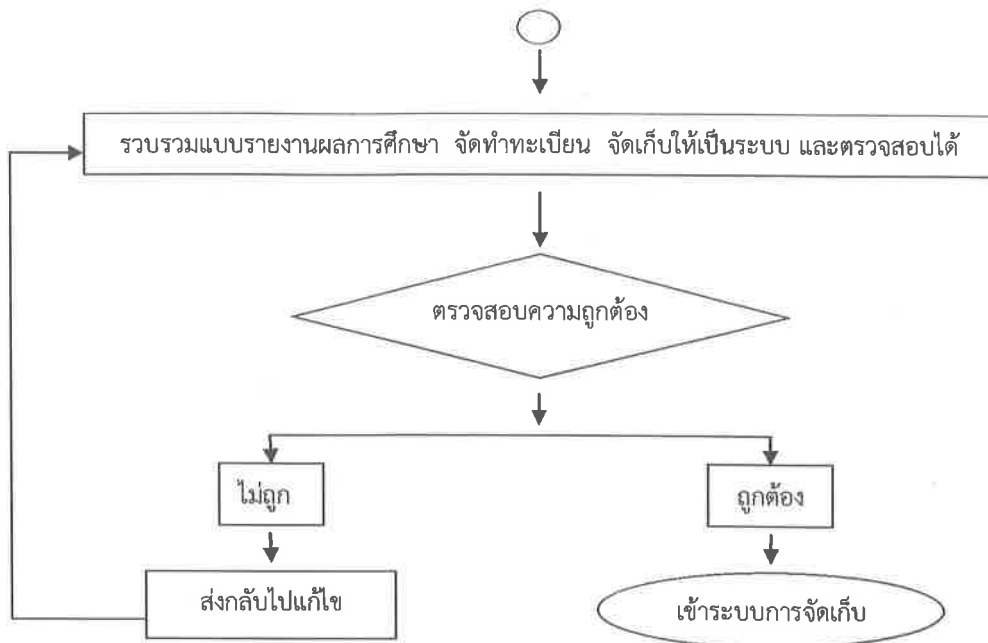 รวบรวมแบบรายงานผลการศึกษา จัดทำทะเบียน จัดเก็บให้เป็นระบบ และตรวจสอบได้
ตรวจสอบความถูกต้อง
ไม่ถูก
ถูกต้อง
ส่งกลับไปแก้ไข
เข้าระบบการจัดเก็บ